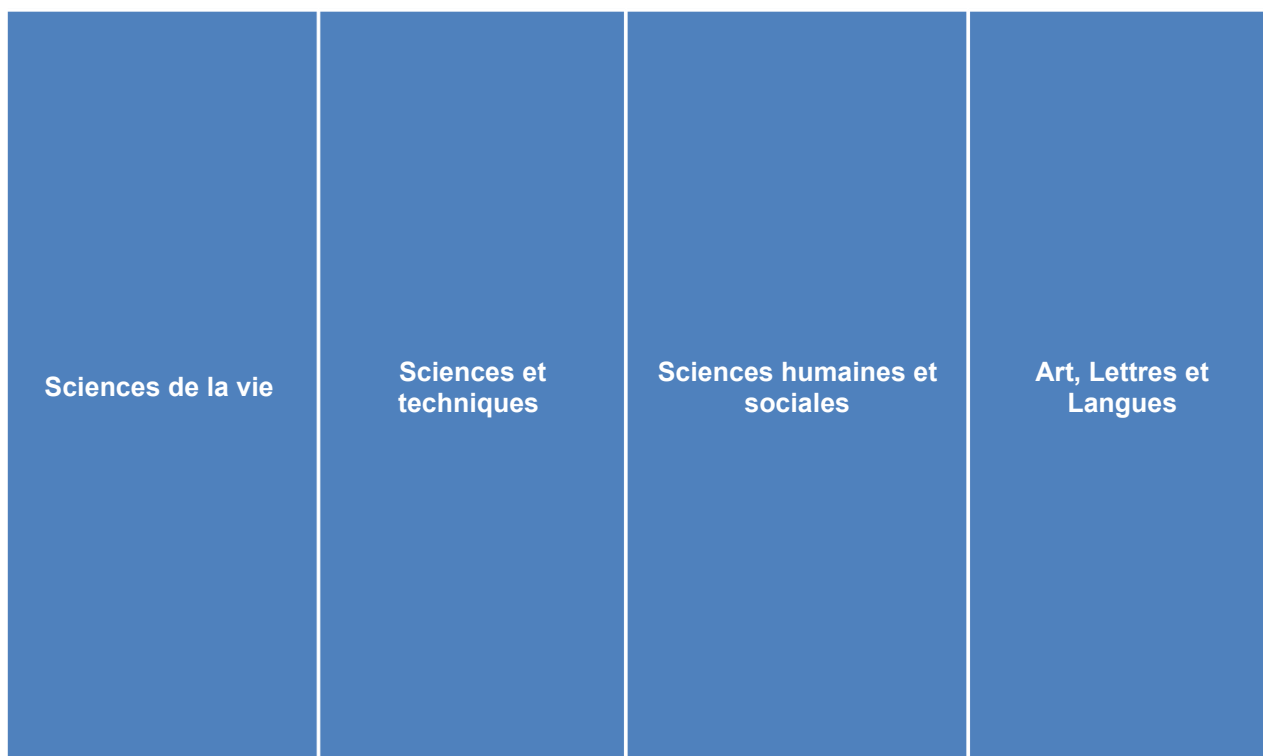 Sciences de la vie
Sciences et
techniques
Sciences humaines et
sociales
Art, Lettres et
Langues